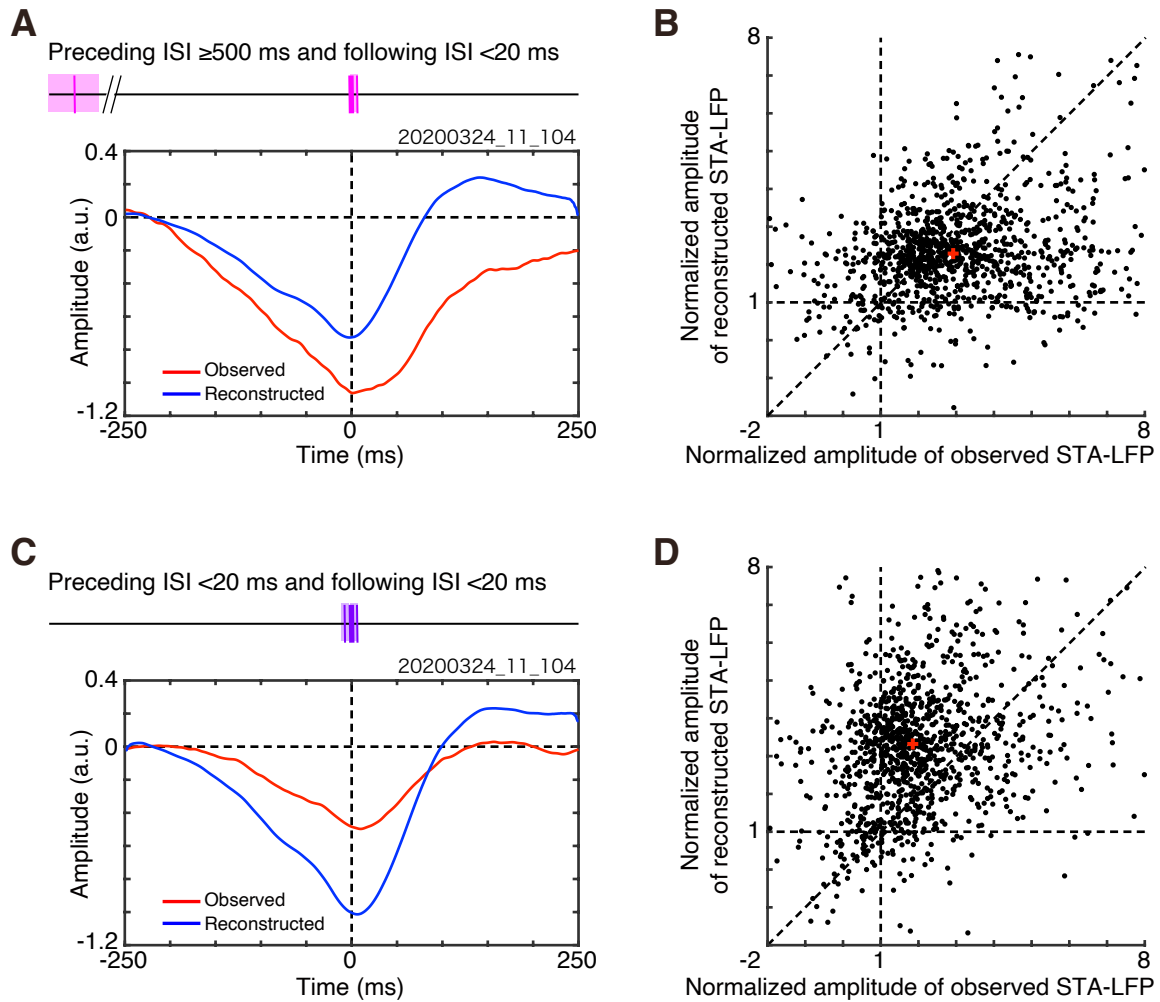 A
Preceding ISI ≥500 ms and following ISI <20 ms
20200324_11_104
0.4
0
-1.2
Amplitude (a.u.)
Observed
Reconstructed
-250
0
250
Time (ms)
B
8
1
-2
Normalized amplitude
of reconstructed STA-LFP
1
8
Normalized amplitude of observed STA-LFP
C
Preceding ISI <20 ms and following ISI <20 ms
20200324_11_104
0.4
0
-1.2
Amplitude (a.u.)
Observed
Reconstructed
-250
0
250
Time (ms)
D
8
1
-2
Normalized amplitude
of reconstructed STA-LFP
1
8
Normalized amplitude of observed STA-LFP